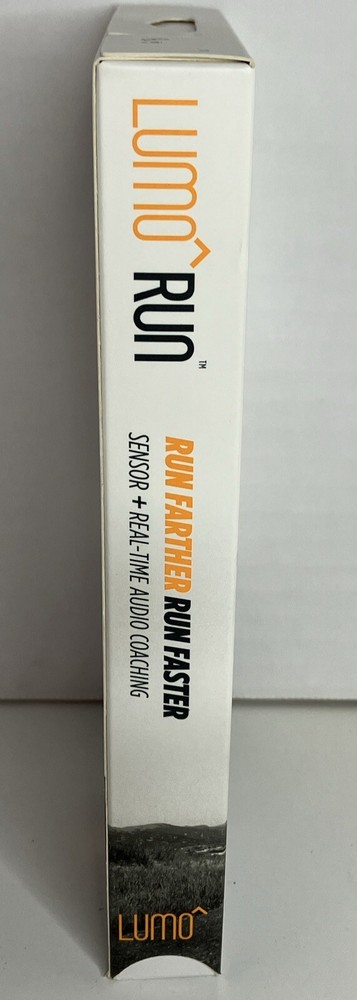 LUMO^ RUN™
RUN FARTHER RUN FASTER
SENSOR + REAL-TIME AUDIO COACHING
LUMO^